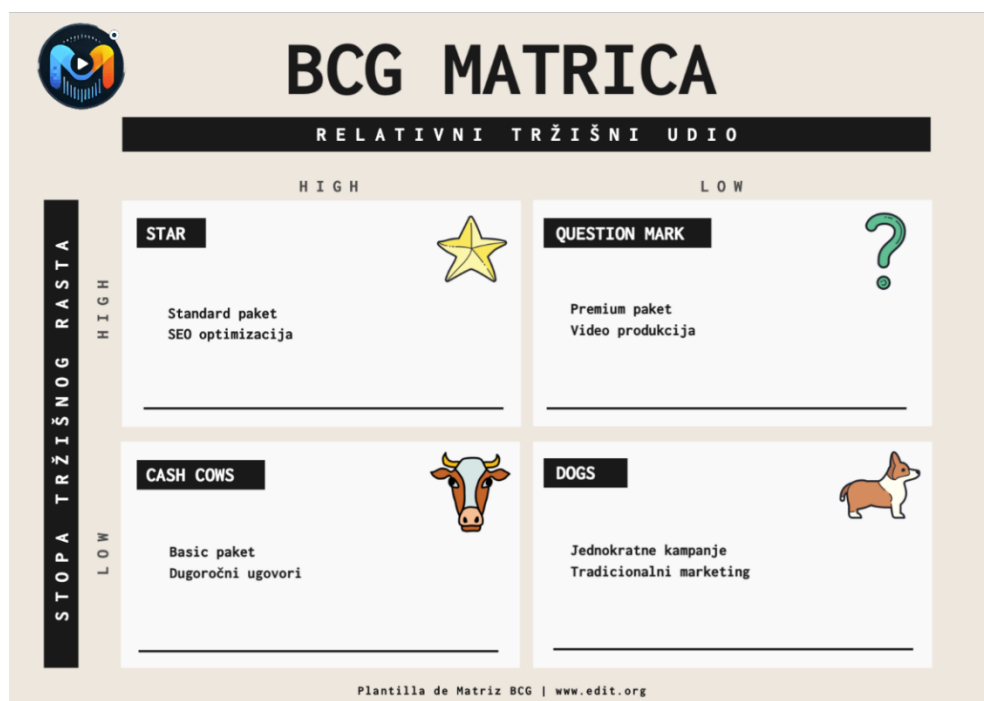 BCG MATRICA
RELATIVNI TRŽIŠNI UDIO
HIGH
LOW
STOPA TRŽIŠNOG RASTA
HIGH
STAR
Standard paket
SEO optimizacija
QUESTION MARK
Premium paket
Video produkcija
LOW
CASH COWS
Basic paket
Dugoročni ugovori
DOGS
Jednokratne kampanje
Tradicionalni marketing
Plantilla de Matriz BCG | www.edit.org